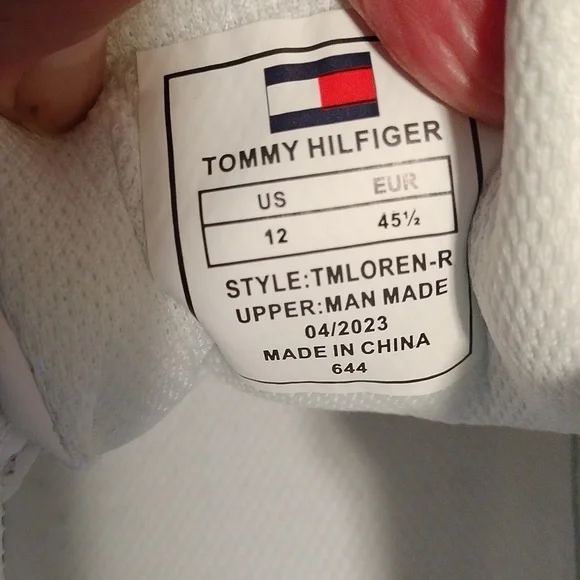 TOMMY HILFIGER
US EUR
12 45½
STYLE:TMLOREN-R
UPPER:MAN MADE
04/2023
MADE IN CHINA
644